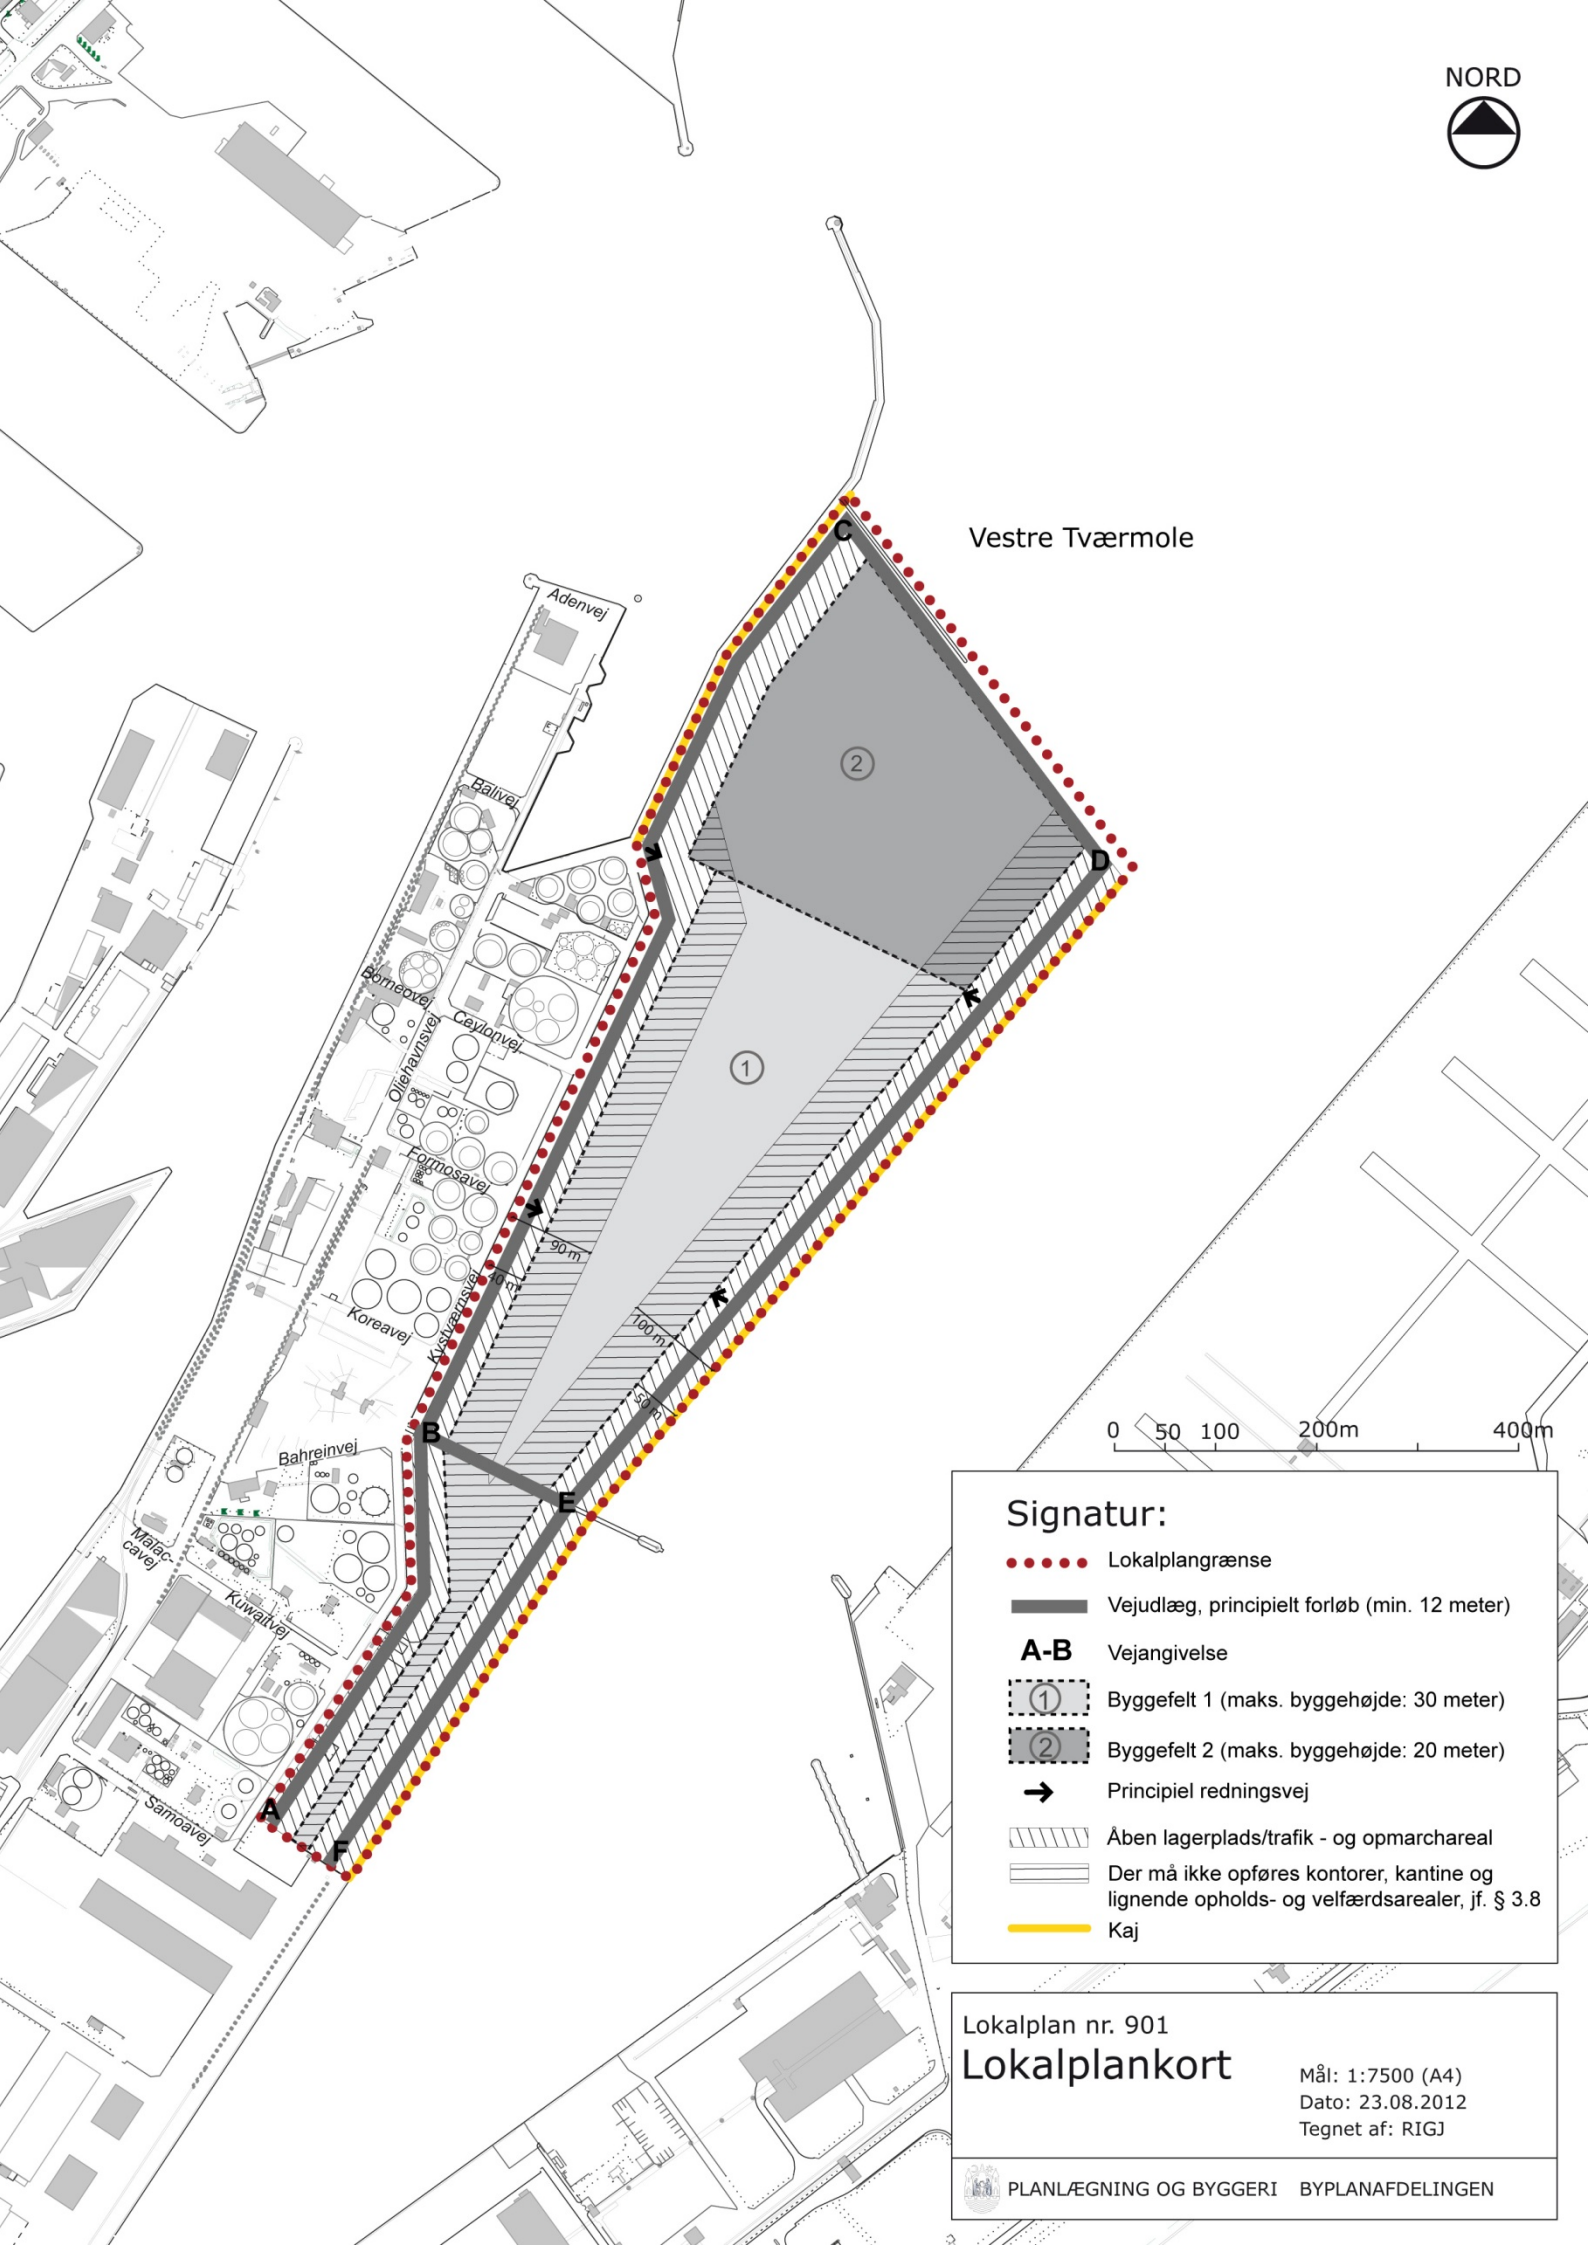 NORD
Vestre Tværmole
C
Adenvej
2
Balivej
D
Borneovej
Ceylonvej
Oliehavnsvej
1
Formosavej
90 m
40 m
Kystværnsvej
100 m
Koreavej
50 m
B
Bahreinvej
E
0 50 100 200m 400m
Malac-
cavej
Kuwaitvej
A
Samoavej
F
Signatur:
Lokalplangrænse
Vejudlæg, principielt forløb (min. 12 meter)
A-B Vejangivelse
1 Byggefelt 1 (maks. byggehøjde: 30 meter)
2 Byggefelt 2 (maks. byggehøjde: 20 meter)
Principiel redningsvej
Åben lagerplads/trafik - og opmarchareal
Der må ikke opføres kontorer, kantine og
lignende opholds- og velfærdsarealer, jf. § 3.8
Kaj
Lokalplan nr. 901
Lokalplankort
Mål: 1:7500 (A4)
Dato: 23.08.2012
Tegnet af: RIGJ
PLANLÆGNING OG BYGGERI BYPLANAFDELINGEN